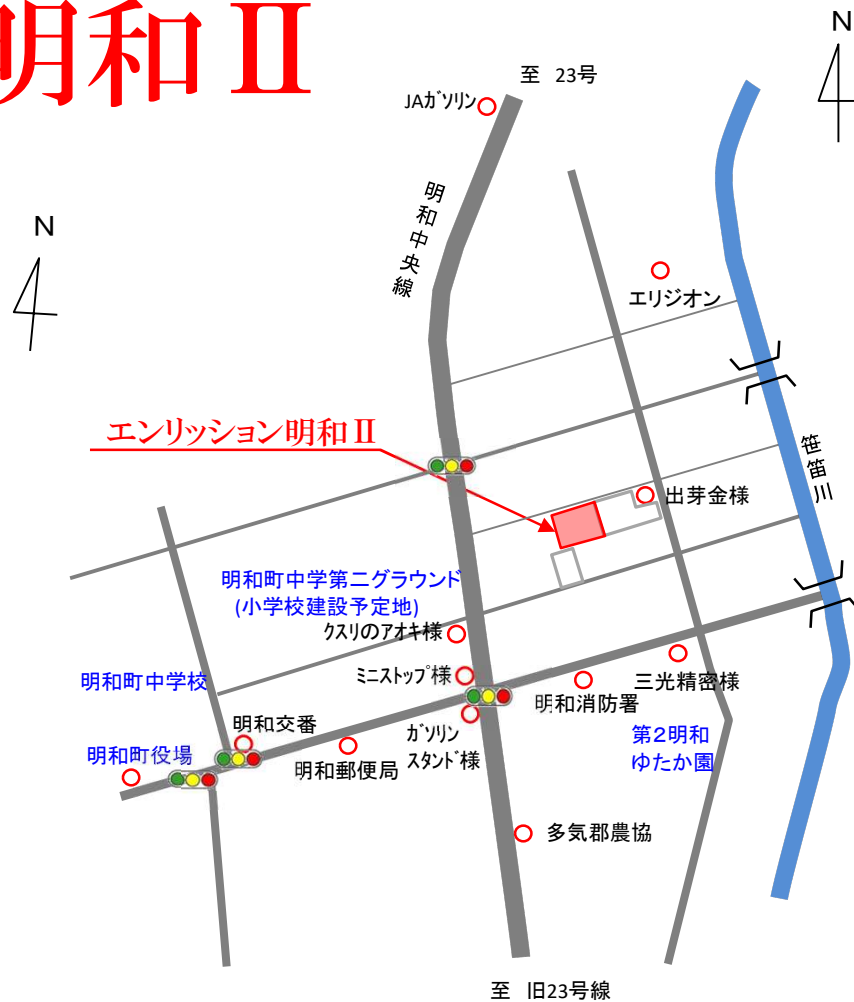 明和Ⅱ
至 23号
N
JAガソリン
明和中央線
N
エリジオン
エンリッション明和Ⅱ
笹笛川
出芽金様
明和町中学第二グラウンド
(小学校建設予定地)
クスリのアオキ様
ミニストップ様
明和町中学校
三光精密様
明和消防署
明和交番
ガソリン
スタンド様
第2明和
ゆたか園
明和町役場
明和郵便局
多気郡農協
至 旧23号線